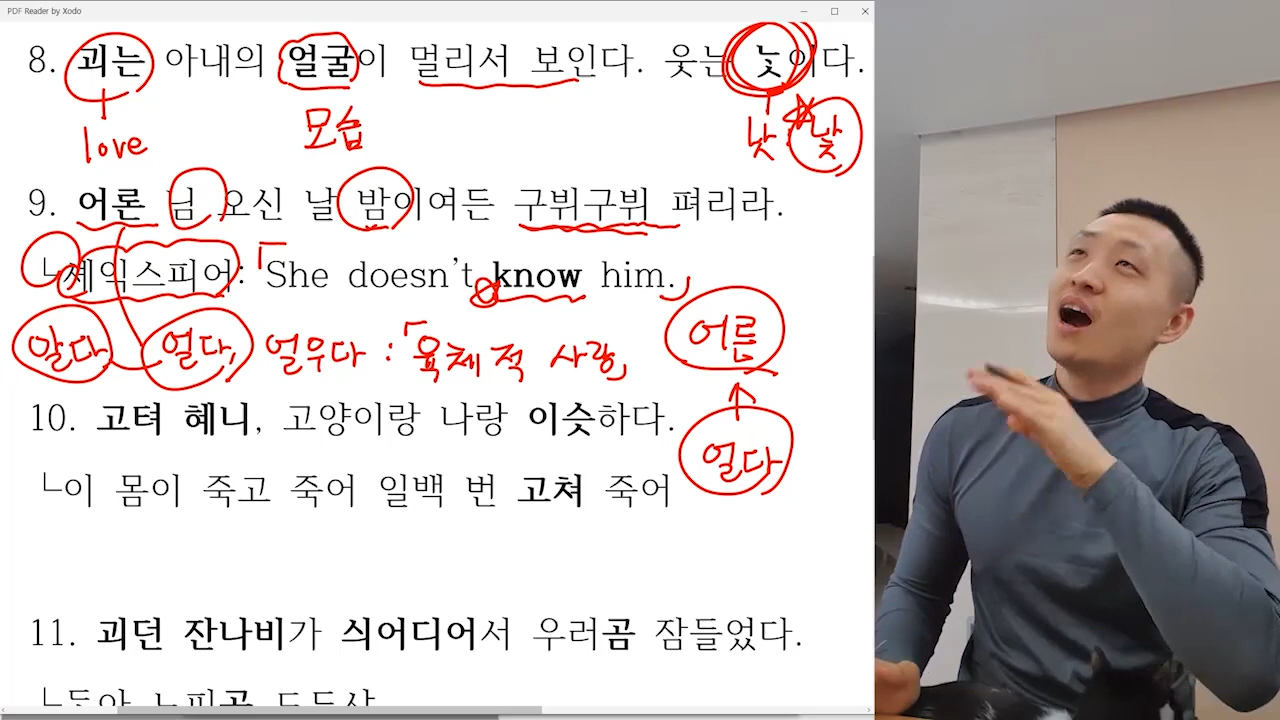 PDF Reader by Xodo
8. 괴는 아내의 얼굴이 멀리서 보인다. 웃는 늦이다.
love 모습 낫 낯
9. 어론 님 오신 날 밤이여든 구뷔구뷔 펴리라.
└셰익스피어: 「She doesn't know him.」
알다 얼다, 얼우다 : 「육체적 사랑」 어른
10. 고텨 혜니, 고양이랑 나랑 이슷하다.
얼다
└이 몸이 죽고 죽어 일백 번 고쳐 죽어
11. 괴던 잔나비가 싀어디어서 우러곰 잠들었다.